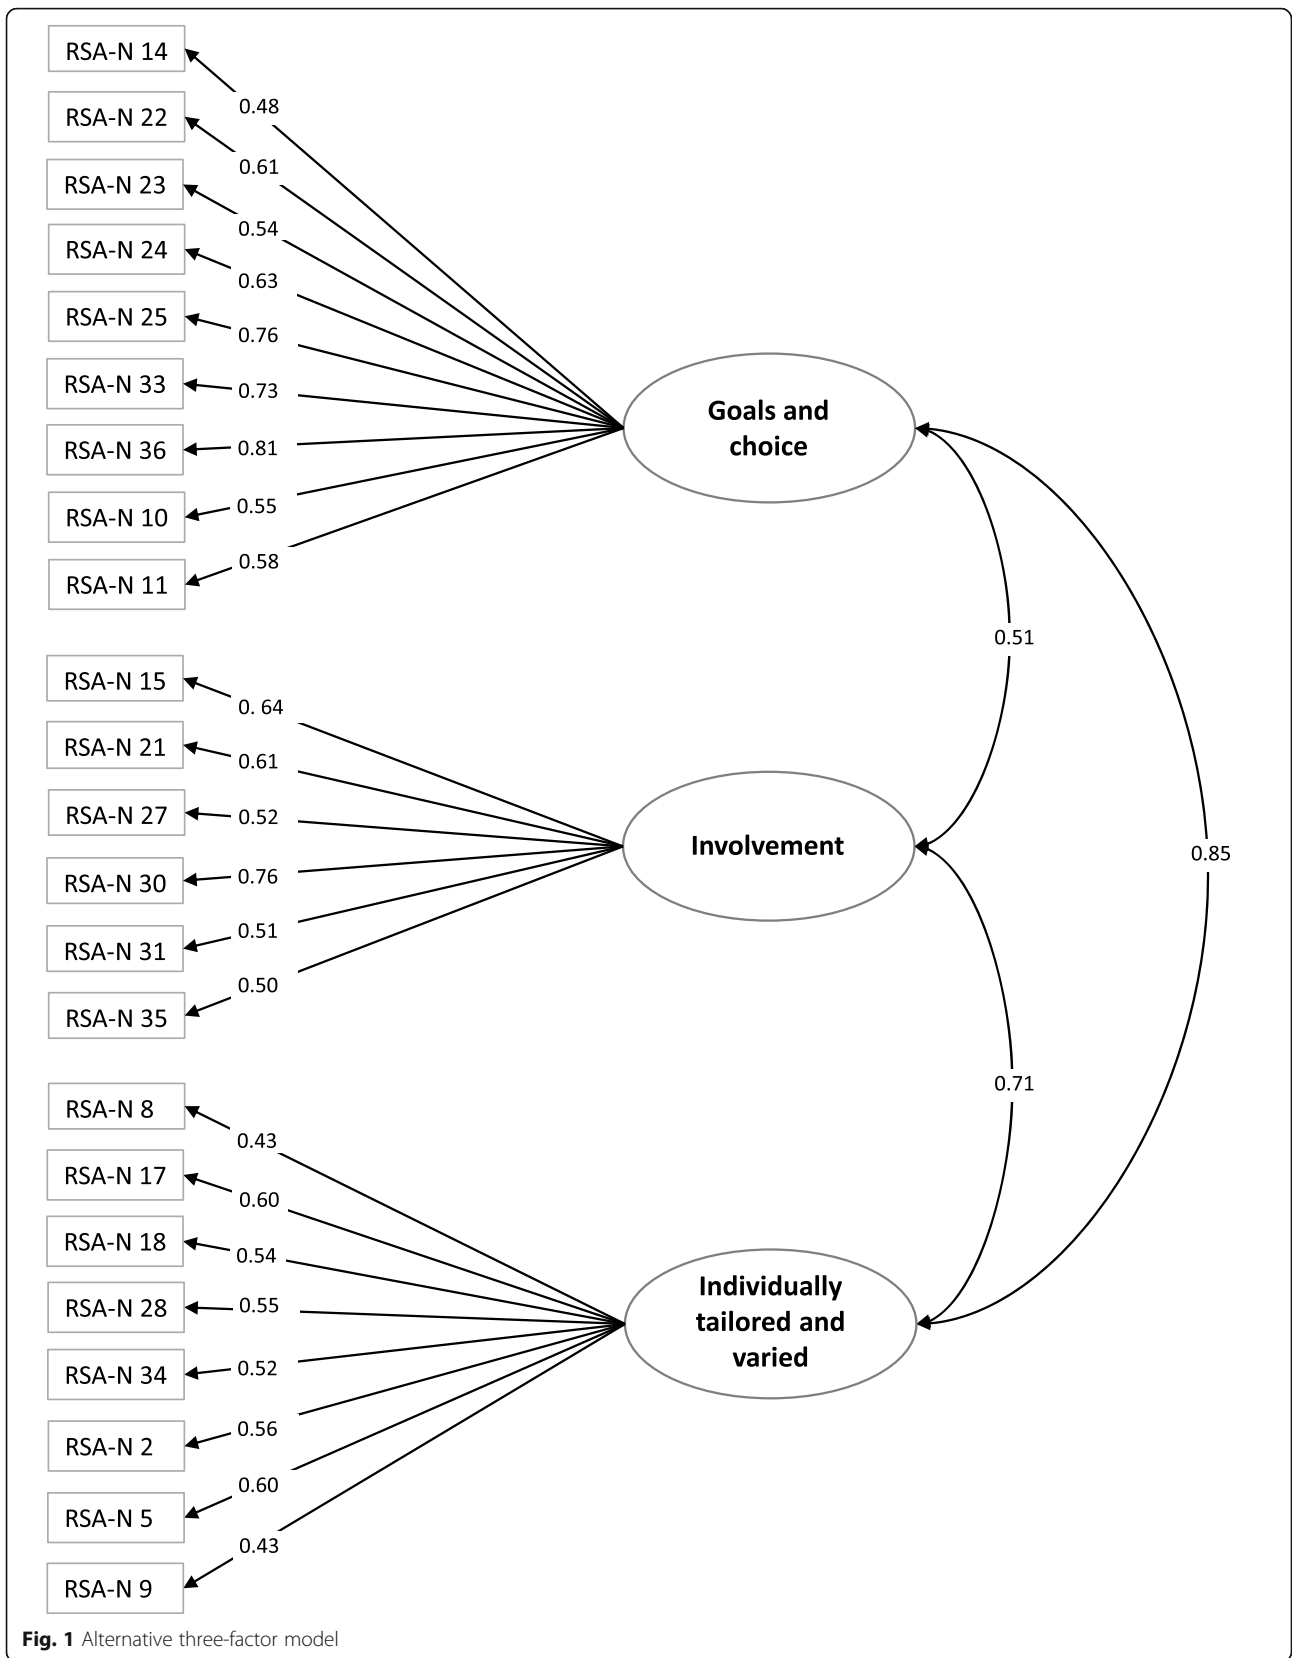 RSA-N 14
0.48
RSA-N 22
0.61
RSA-N 23
0.54
RSA-N 24
0.63
RSA-N 25
0.76
RSA-N 33
0.73
RSA-N 36
0.81
RSA-N 10
0.55
RSA-N 11
0.58
Goals and
choice
0.51
RSA-N 15
0. 64
RSA-N 21
0.61
RSA-N 27
0.52
RSA-N 30
0.76
RSA-N 31
0.51
RSA-N 35
0.50
Involvement
0.85
0.71
RSA-N 8
0.43
RSA-N 17
0.60
RSA-N 18
0.54
RSA-N 28
0.55
RSA-N 34
0.52
RSA-N 2
0.56
RSA-N 5
0.60
RSA-N 9
0.43
Individually
tailored and
varied
Fig. 1 Alternative three-factor model